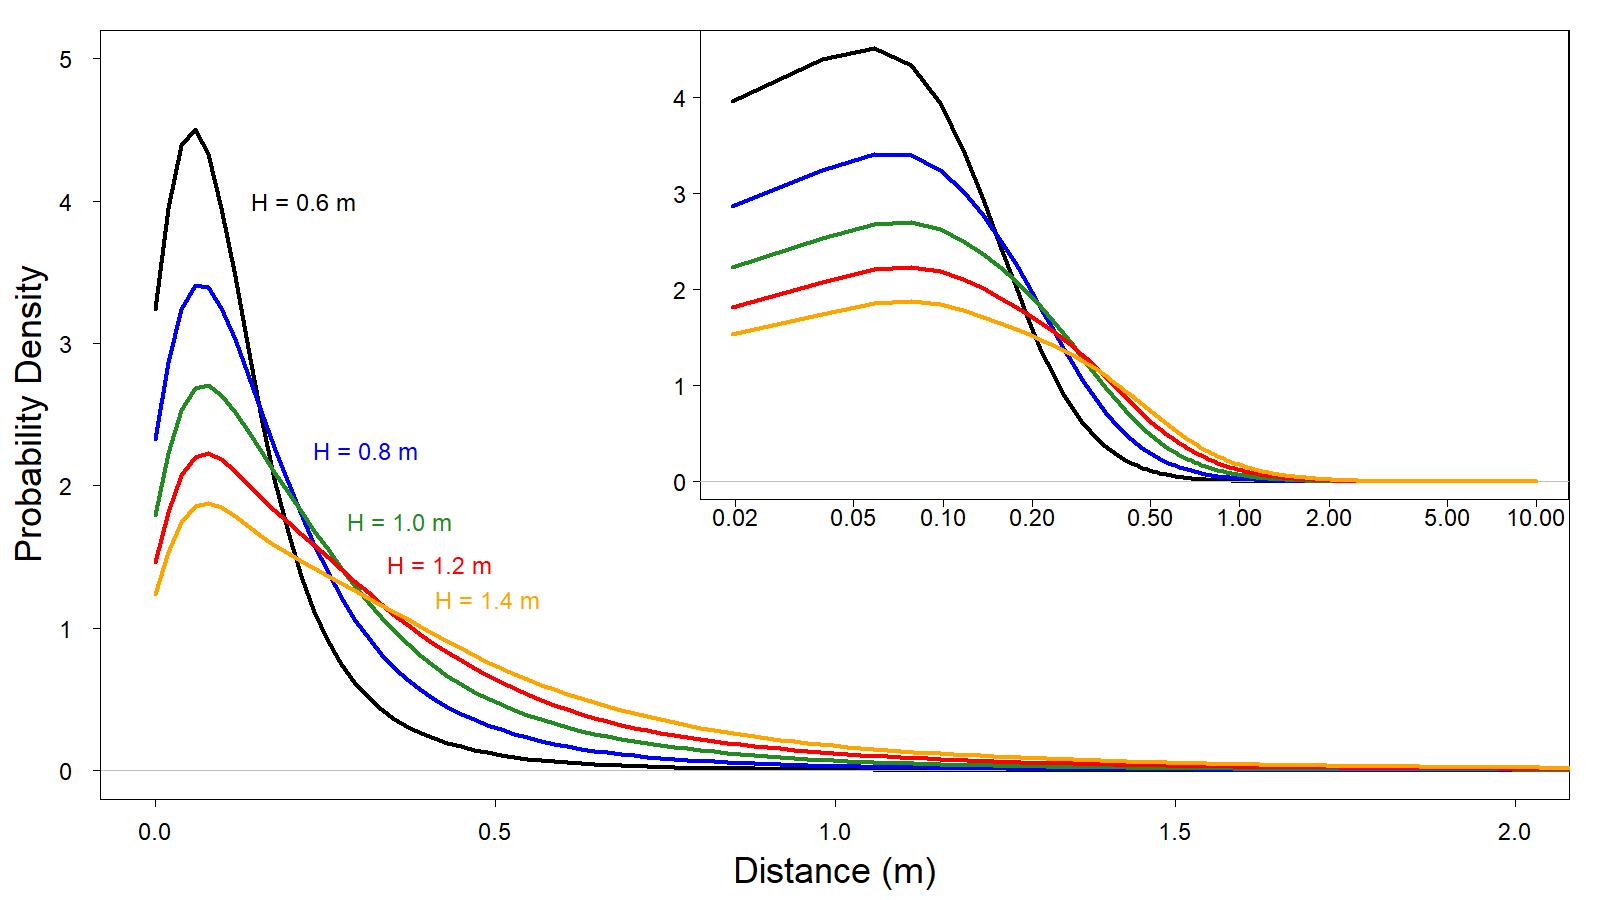 5
4
3
2
1
0
Probability Density
0.0 0.5 1.0 1.5 2.0
Distance (m)
H = 0.6 m
H = 0.8 m
H = 1.0 m
H = 1.2 m
H = 1.4 m
4
3
2
1
0
0.02 0.05 0.10 0.20 0.50 1.00 2.00 5.00 10.00